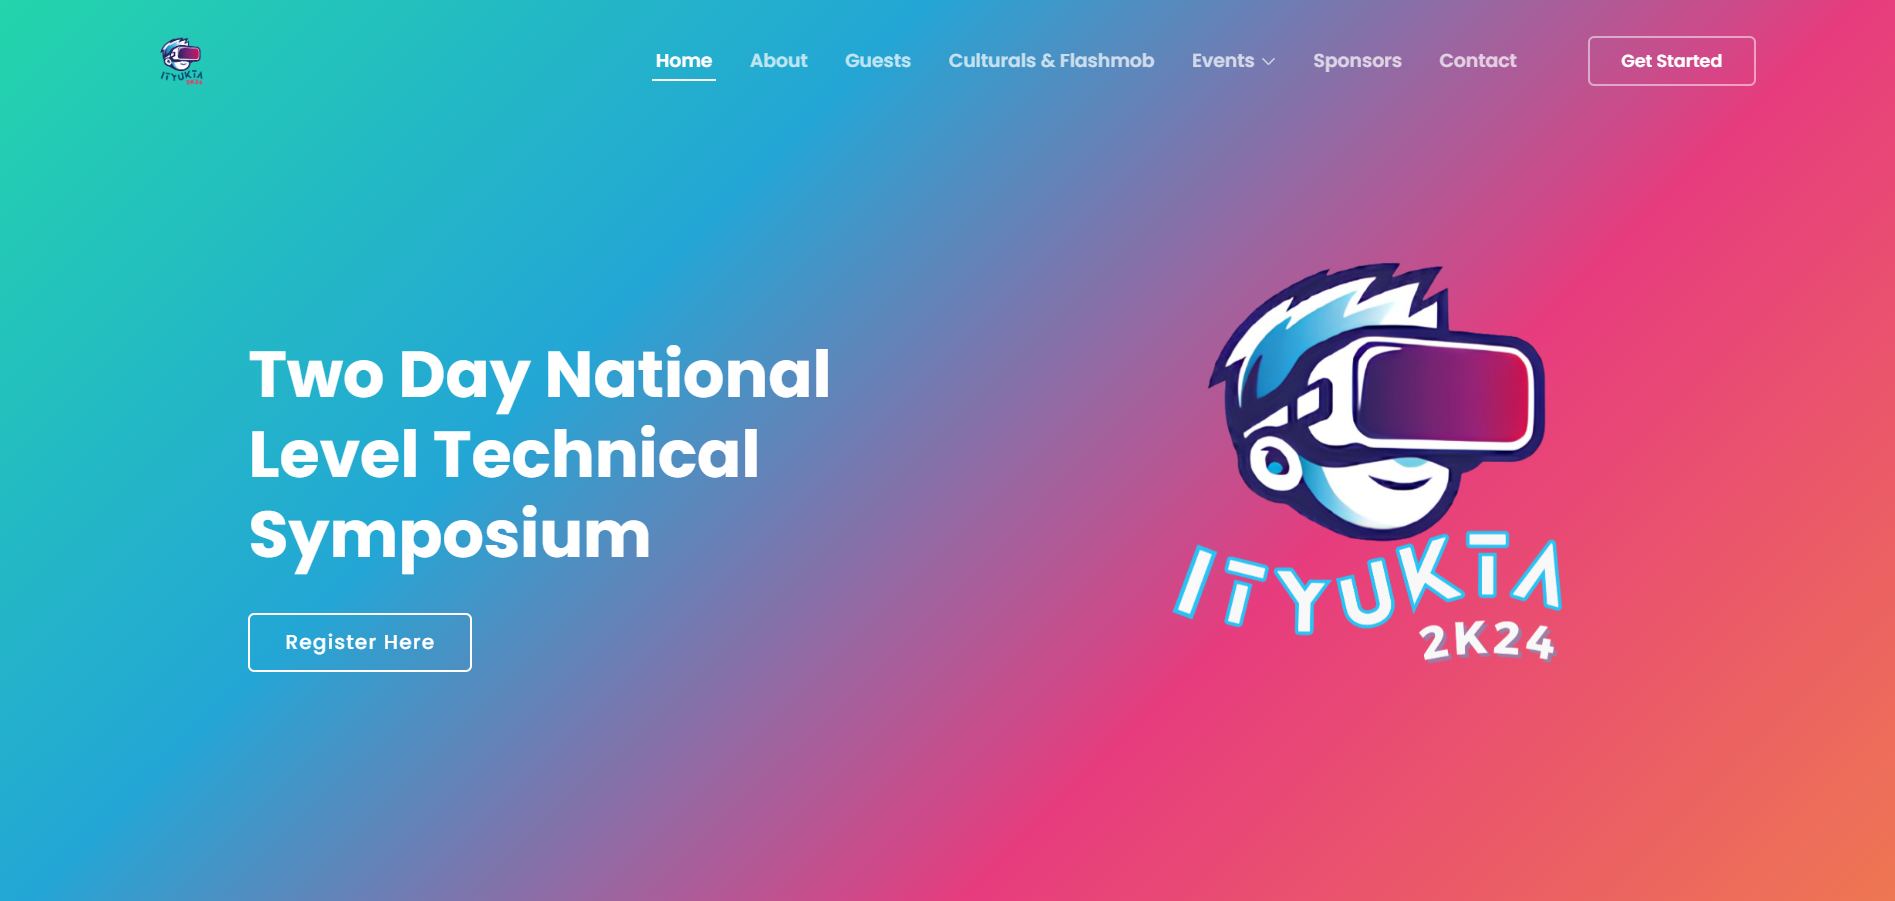 ITYUKTA
2K24
Home About Guests Culturals & Flashmob Events Sponsors Contact Get Started
Two Day National
Level Technical
Symposium
Register Here
ITYUKTA
2K24